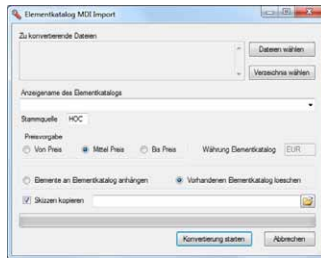 Elementkatalog MDI Import
Zu konvertierende Dateien
Dateien wählen
Verzeichnis wählen
Anzeigename des Elementkatalogs
Stammquelle HOC
Preisvorgabe
Von Preis Mittel Preis Bis Preis Währung Elementkatalog EUR
Elemente an Elementkatalog anhängen Vorhandenen Elementkatalog loeschen
Skizzen kopieren
Konvertierung starten Abbrechen